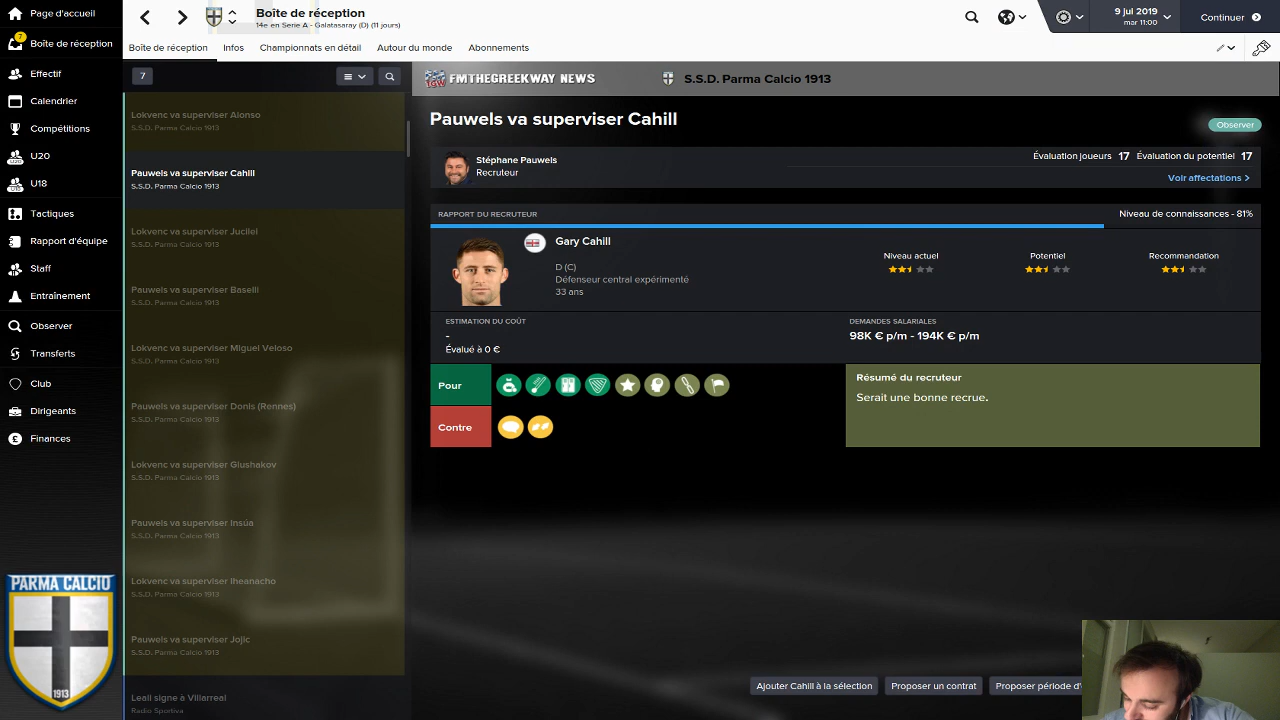 Page d'accueil
7
Boîte de réception
Effectif
Calendrier
Compétitions
U20
U20
U18
U18
Tactiques
Rapport d'équipe
Staff
Entraînement
Observer
Transferts
Club
Dirigeants
Finances
PARMA CALCIO
1913
Boîte de réception
14e en Serie A - Galatasaray (D) (11 jours)
9 jul 2019
mar 11:00
Continuer
Boîte de réception
Infos
Championnats en détail
Autour du monde
Abonnements
7
Lokvenc va superviser Alonso
S.S.D. Parma Calcio 1913
Pauwels va superviser Cahill
S.S.D. Parma Calcio 1913
Lokvenc va superviser Jucilei
S.S.D. Parma Calcio 1913
Pauwels va superviser Baselli
S.S.D. Parma Calcio 1913
Lokvenc va superviser Miguel Veloso
S.S.D. Parma Calcio 1913
Pauwels va superviser Donis (Rennes)
S.S.D. Parma Calcio 1913
Lokvenc va superviser Glushakov
S.S.D. Parma Calcio 1913
Pauwels va superviser Insúa
S.S.D. Parma Calcio 1913
Lokvenc va superviser Iheanacho
S.S.D. Parma Calcio 1913
Pauwels va superviser Jojic
S.S.D. Parma Calcio 1913
Leali signe à Villarreal
Radio Sportiva
FMTHEGREEKWAY NEWS
S.S.D. Parma Calcio 1913
Pauwels va superviser Cahill
Observer
Stéphane Pauwels
Recruteur
Évaluation joueurs 17 Évaluation du potentiel 17
Voir affectations >
RAPPORT DU RECRUTEUR
Niveau de connaissances - 81%
Gary Cahill
D (C)
Défenseur central expérimenté
33 ans
Niveau actuel
Potentiel
Recommandation
ESTIMATION DU COÛT
-
Évalué à 0 €
DEMANDES SALARIALES
98K € p/m - 194K € p/m
Pour
Contre
Résumé du recruteur
Serait une bonne recrue.
Ajouter Cahill à la sélection
Proposer un contrat
Proposer période d'